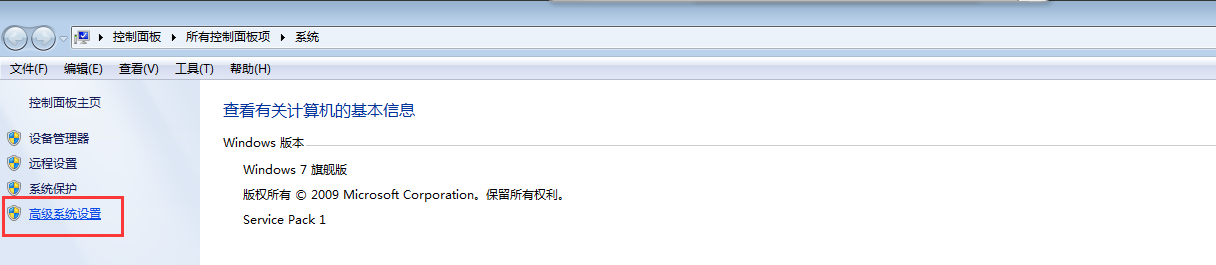 控制面板 所有控制面板项 系统
文件(F) 编辑(E) 查看(V) 工具(T) 帮助(H)
控制面板主页
设备管理器
远程设置
系统保护
高级系统设置
查看有关计算机的基本信息
Windows 版本
Windows 7 旗舰版
版权所有 © 2009 Microsoft Corporation。保留所有权利。
Service Pack 1